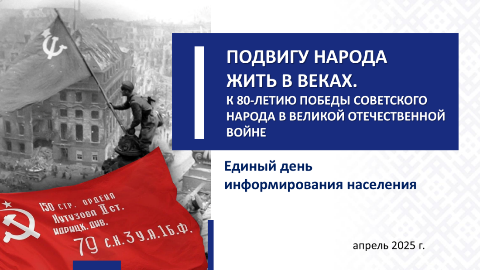 ПОДВИГУ НАРОДА
ЖИТЬ В ВЕКАХ.
К 80-ЛЕТИЮ ПОБЕДЫ СОВЕТСКОГО
НАРОДА В ВЕЛИКОЙ ОТЕЧЕСТВЕННОЙ
ВОЙНЕ
Единый день
информирования населения
150 СТР. ОРДЕНА
КУТУЗОВА II СТ.
ИДРИЦК. ДИВ.
79 С.К. 3 У.А. 1 Б.Ф.
апрель 2025 г.